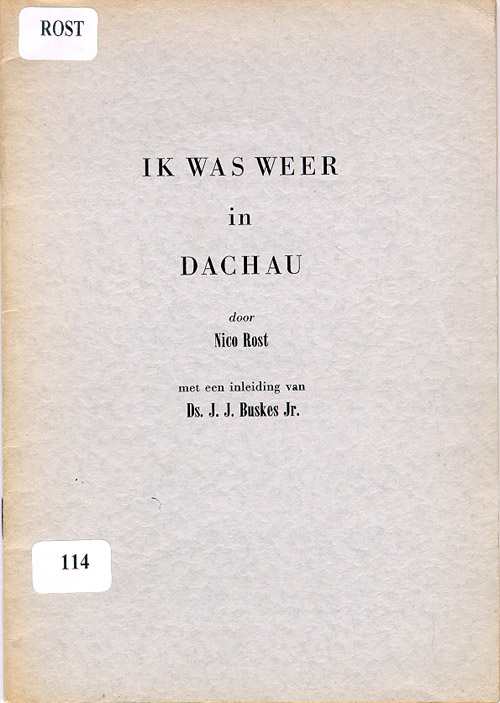 ROST
IK WAS WEER
in
DACHAU
door
Nico Rost
met een inleiding van
Ds. J. J. Buskes Jr.
114